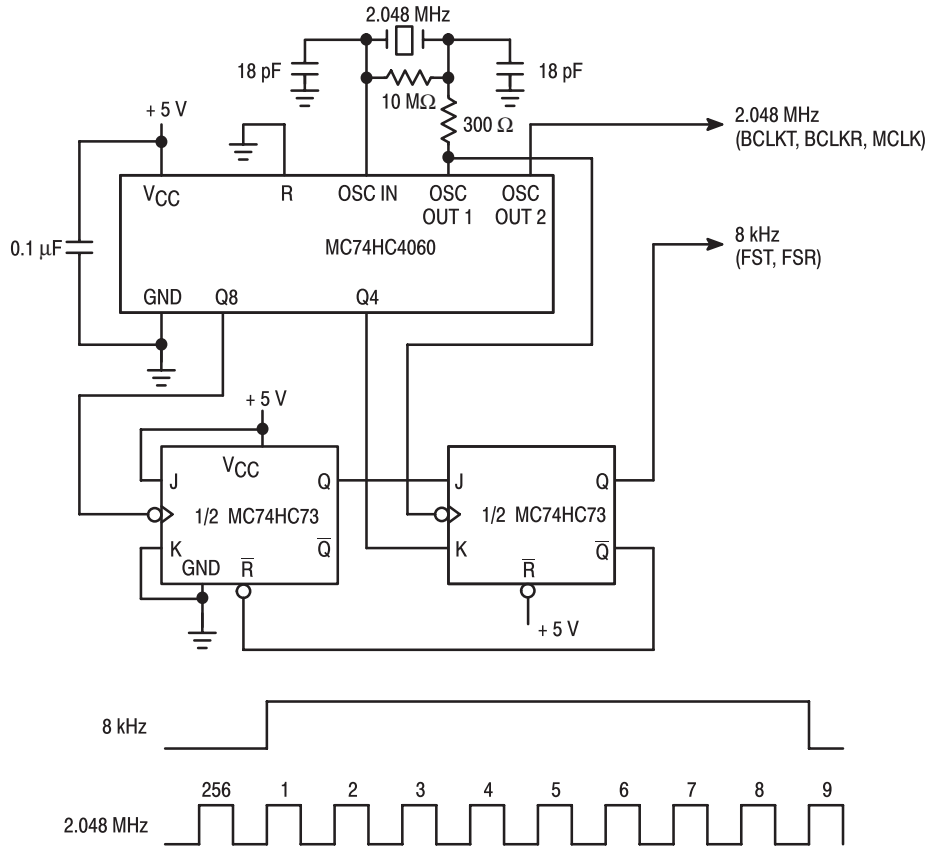 2.048 MHz
18 pF
18 pF
10 MΩ
300 Ω
+ 5 V
2.048 MHz
(BCLKT, BCLKR, MCLK)
VCC
R
OSC IN
OSC
OUT 1
OSC
OUT 2
0.1 µF
MC74HC4060
8 kHz
(FST, FSR)
GND
Q8
Q4
+ 5 V
VCC
J
Q
1/2 MC74HC73
K
Q̅
GND
R̅
J
Q
1/2 MC74HC73
K
Q̅
R̅
+ 5 V
8 kHz
256 1 2 3 4 5 6 7 8 9
2.048 MHz